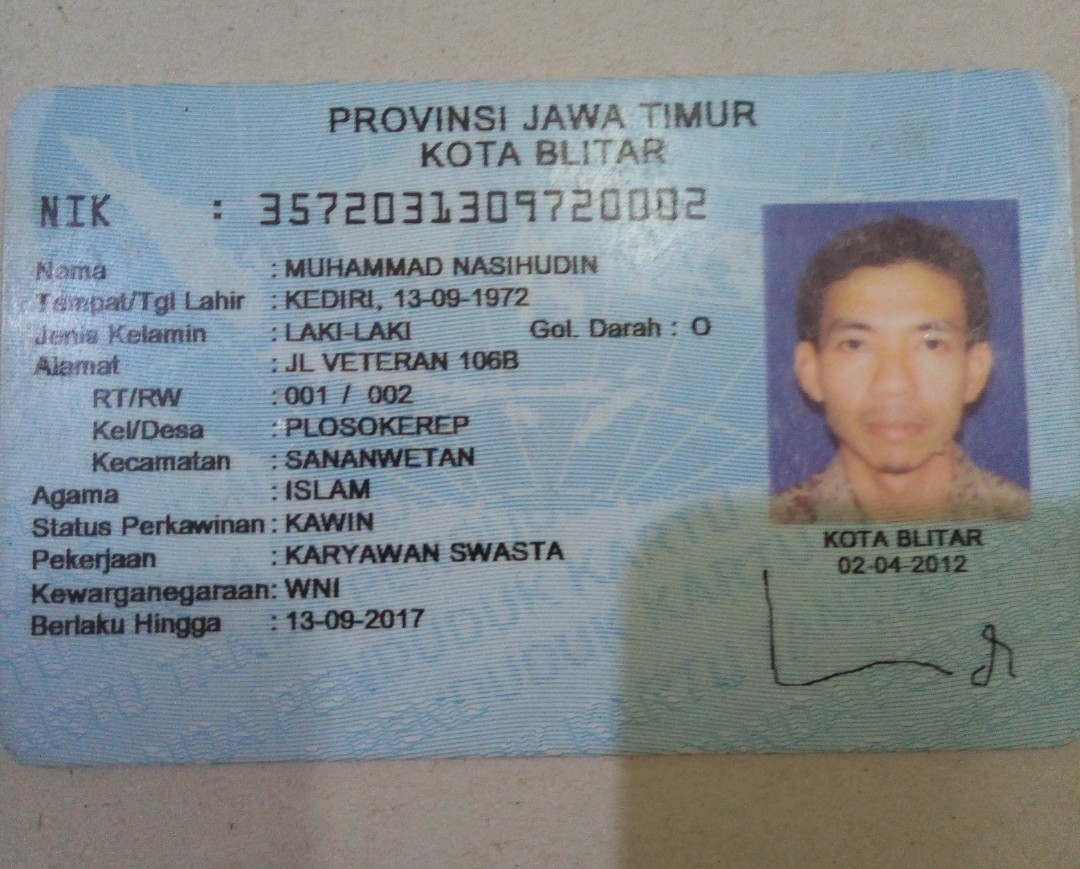 PROVINSI JAWA TIMUR
KOTA BLITAR
NIK : 3572031309720002
Nama : MUHAMMAD NASIHUDIN
Tempat/Tgl Lahir : KEDIRI, 13-09-1972
Jenis Kelamin : LAKI-LAKI Gol. Darah : O
Alamat : JL VETERAN 106B
RT/RW : 001 / 002
Kel/Desa : PLOSOKEREP
Kecamatan : SANANWETAN
Agama : ISLAM
Status Perkawinan : KAWIN
Pekerjaan : KARYAWAN SWASTA
Kewarganegaraan : WNI
Berlaku Hingga : 13-09-2017
KOTA BLITAR
02-04-2012